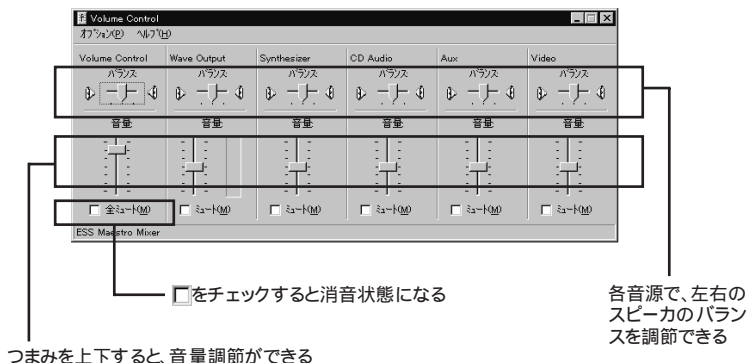 Volume Control
オプション(P) ヘルプ(H)
Volume Control Wave Output Synthesizer CD Audio Aux Video
バランス バランス バランス バランス バランス バランス
音量 音量 音量 音量 音量 音量
全ミュート(M) ミュート(M) ミュート(M) ミュート(M) ミュート(M) ミュート(M)
ESS Maestro Mixer
□をチェックすると消音状態になる
各音源で、左右の
スピーカのバラン
スを調節できる
つまみを上下すると、音量調節ができる